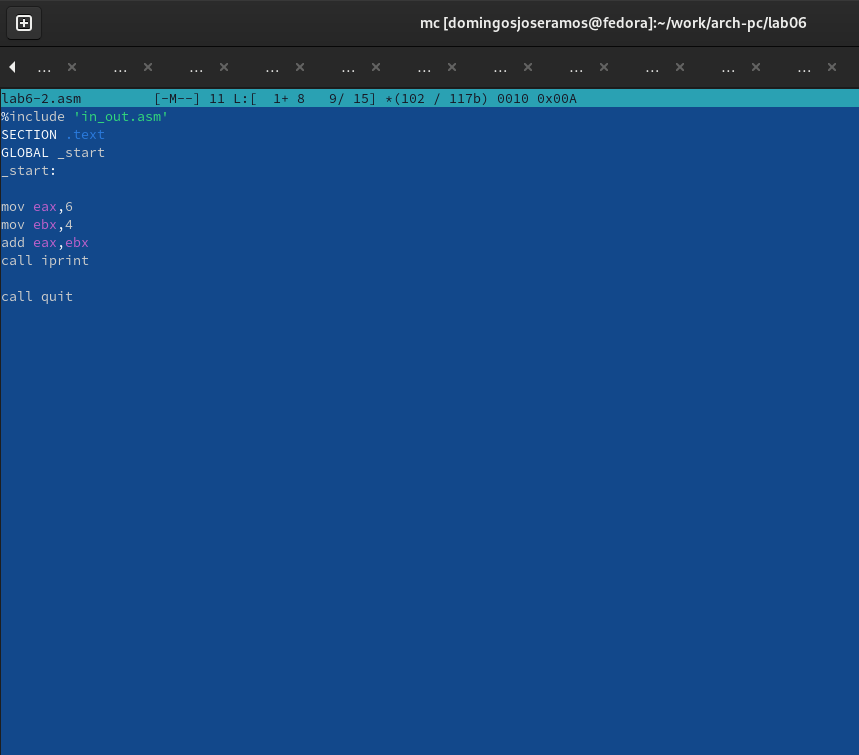 mc [domingosjoseramos@fedora]:~/work/arch-pc/lab06
... × ... × ... × ... × ... × ... × ... × ... × ... × ... × ... ×
lab6-2.asm         [-M--] 11 L:[  1+ 8   9/ 15] *(102 / 117b) 0010 0x00A
%include 'in_out.asm'
SECTION .text
GLOBAL _start
_start:
mov eax,6
mov ebx,4
add eax,ebx
call iprint
call quit